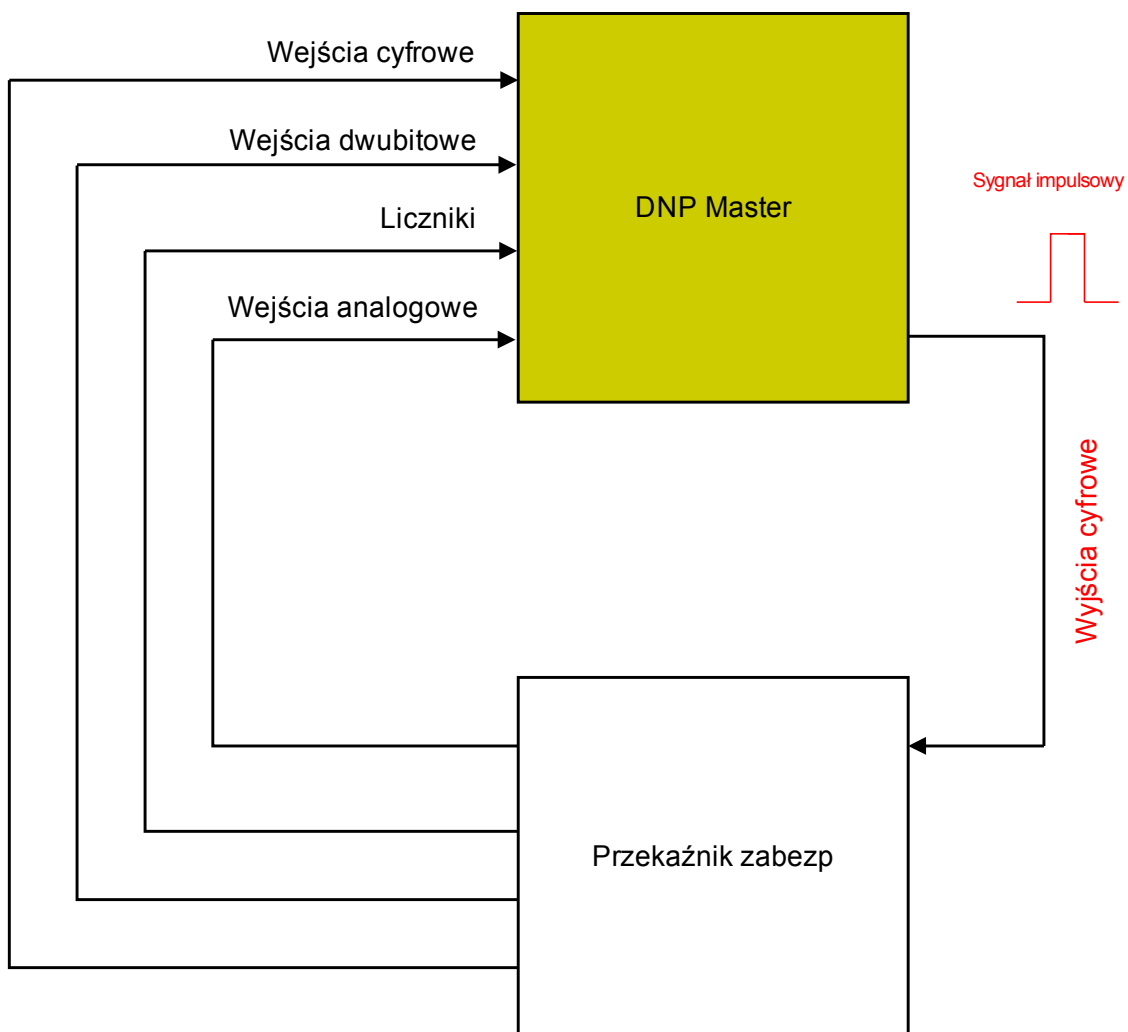 Wejścia cyfrowe
Wejścia dwubitowe
Liczniki
Wejścia analogowe
DNP Master
Sygnał impulsowy
Wyjścia cyfrowe
Przekaźnik zabezp